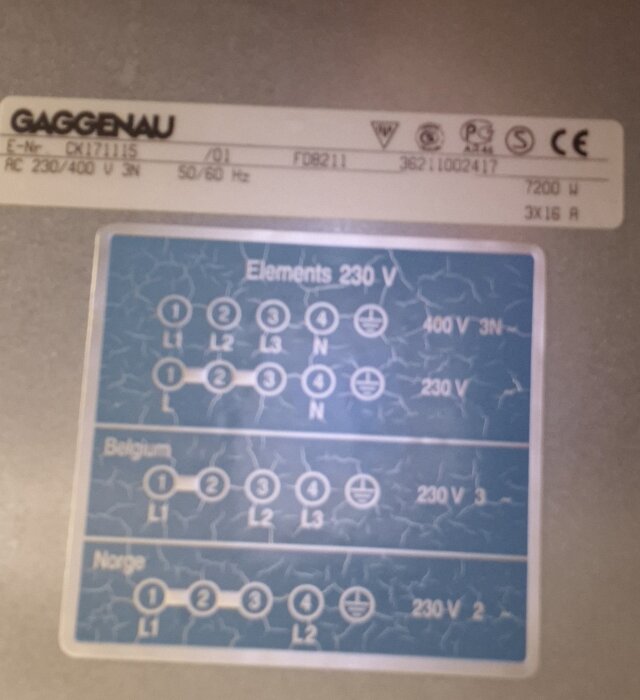 GAGGENAU
E-Nr. CK171115 /01 FD8211 36211002417
AC 230/400 V 3N 50/60 Hz
7200 W
3X16 A
Elements 230 V
1 2 3 4 400 V 3N~
L1 L2 L3 N
1 2 3 4 230 V ~
L N
Belgium
1 2 3 4 230 V 3 ~
L1 L2 L3
Norge
1 2 3 4 230 V 2 ~
L1 L2